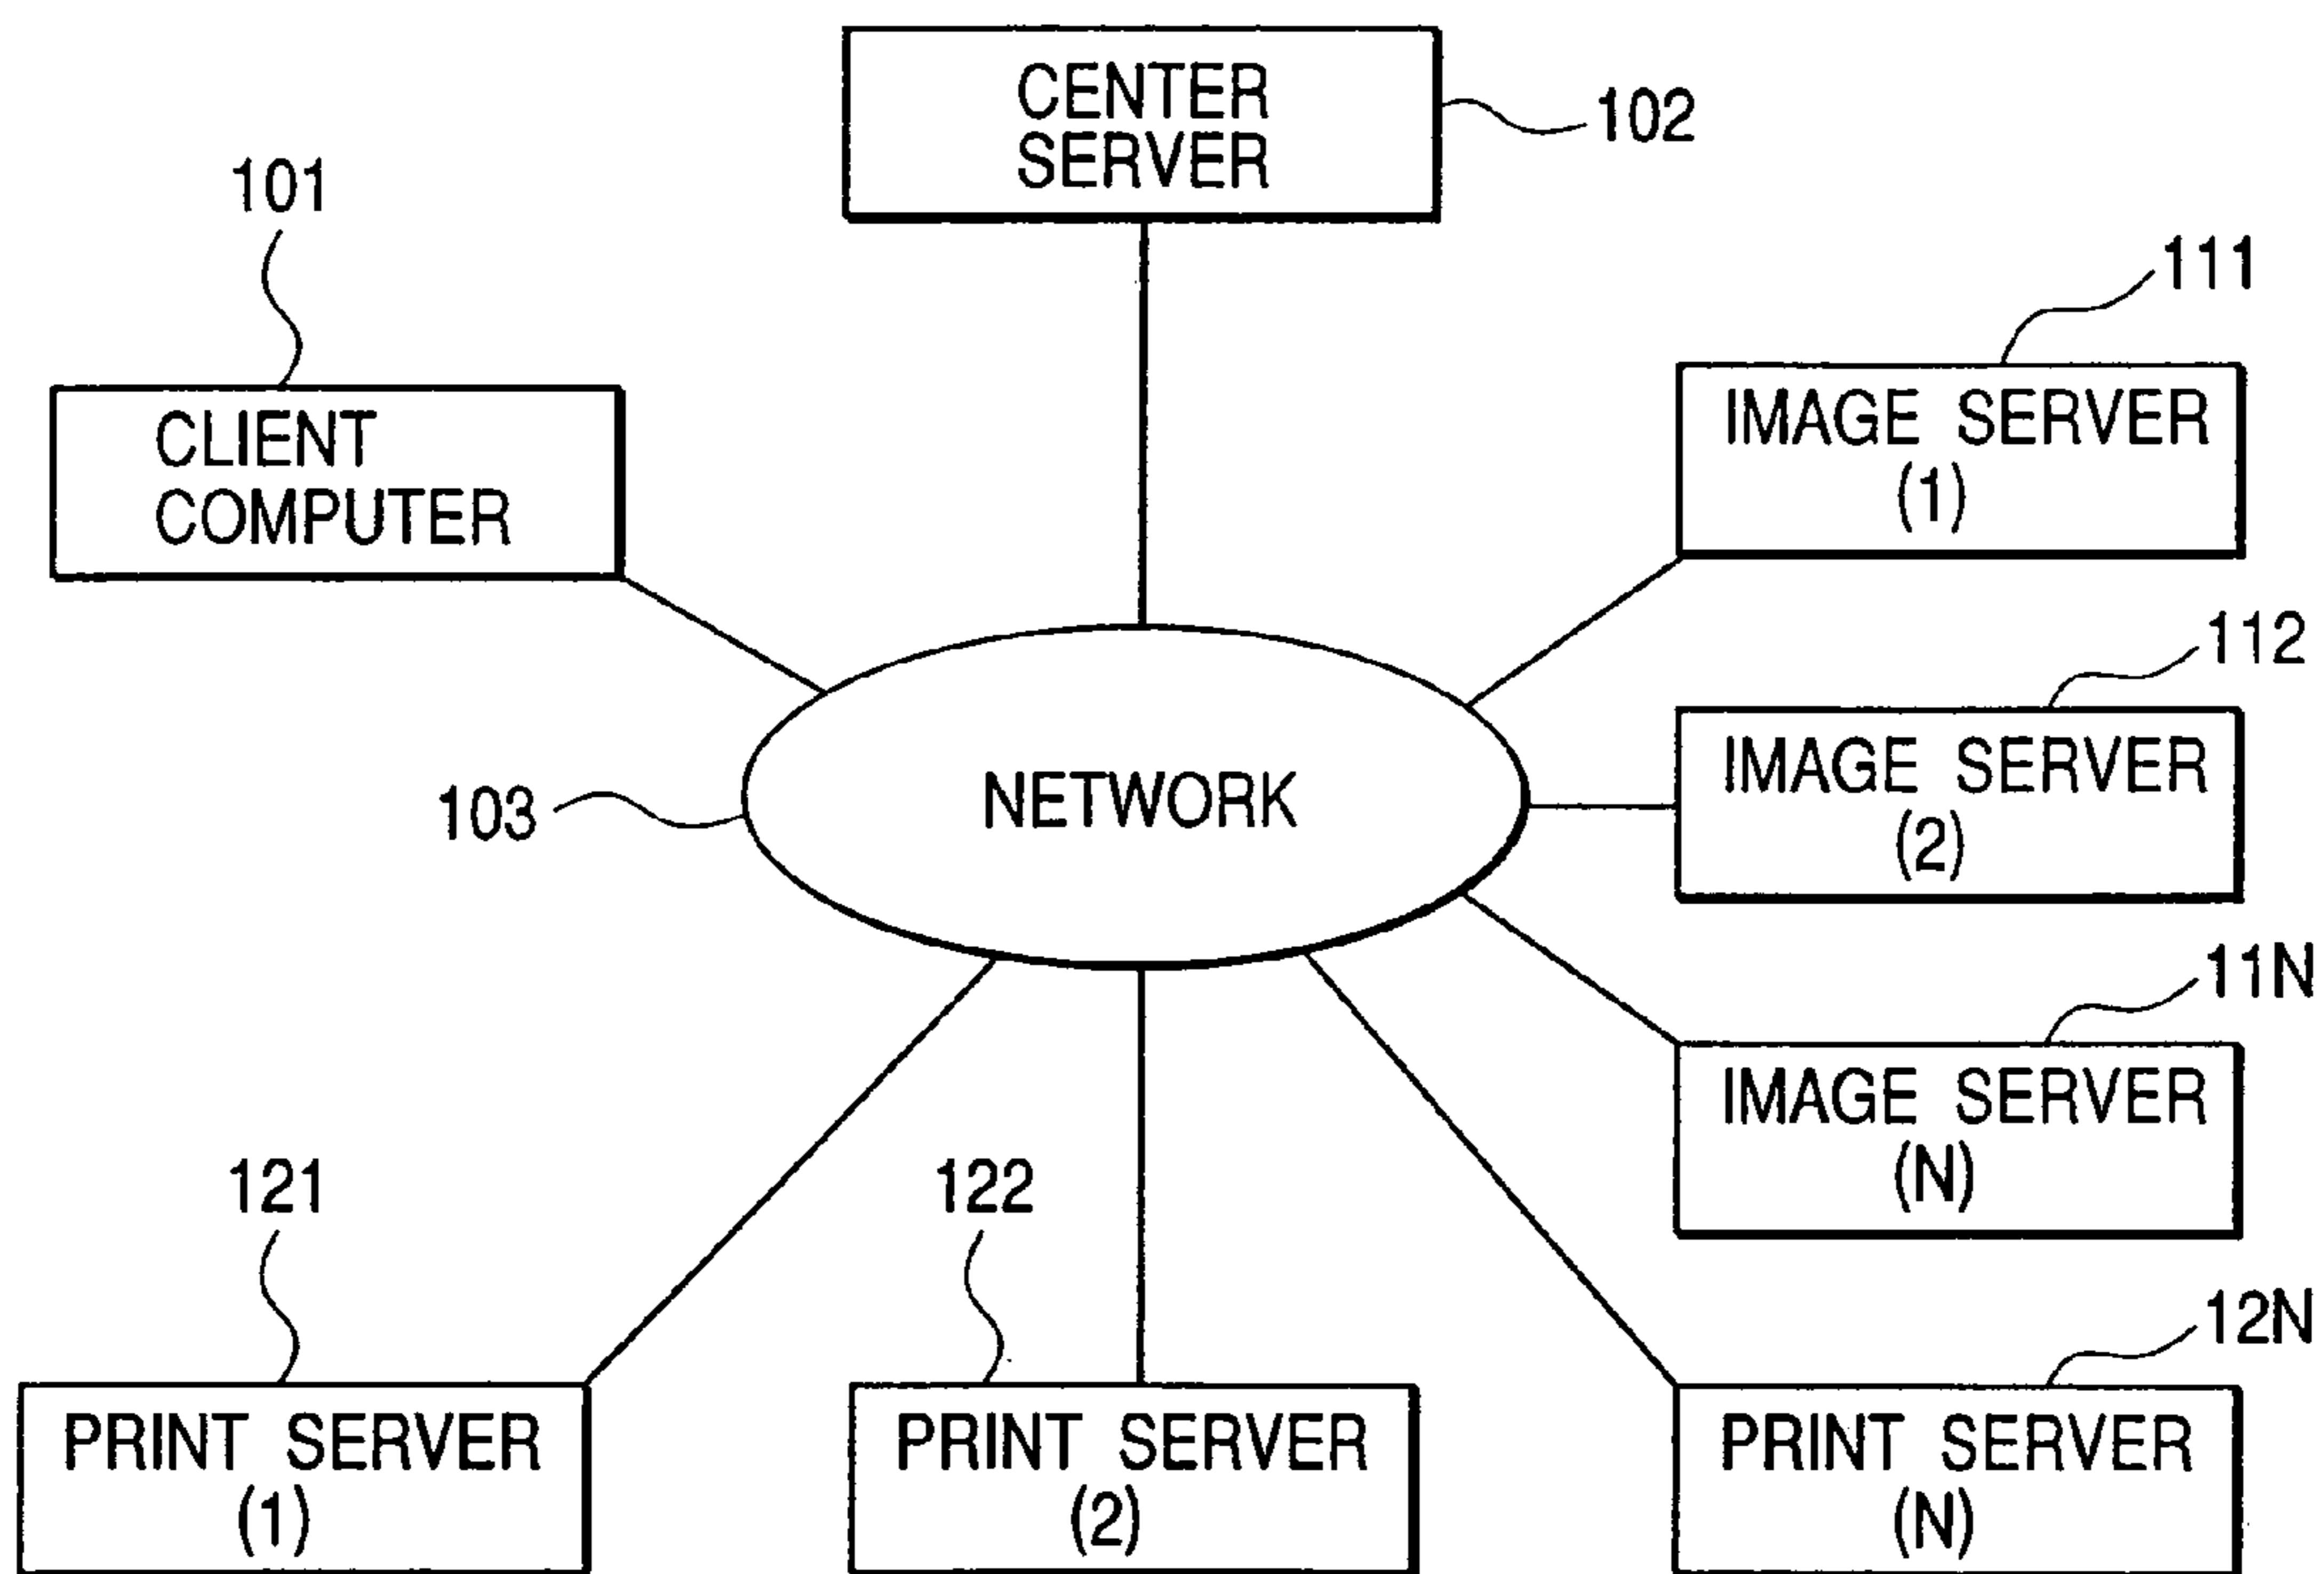 CENTER
SERVER
102
101
111
CLIENT
COMPUTER
IMAGE SERVER
(1)
112
103
NETWORK
IMAGE SERVER
(2)
11N
IMAGE SERVER
(N)
121
122
12N
PRINT SERVER
(1)
PRINT SERVER
(2)
PRINT SERVER
(N)